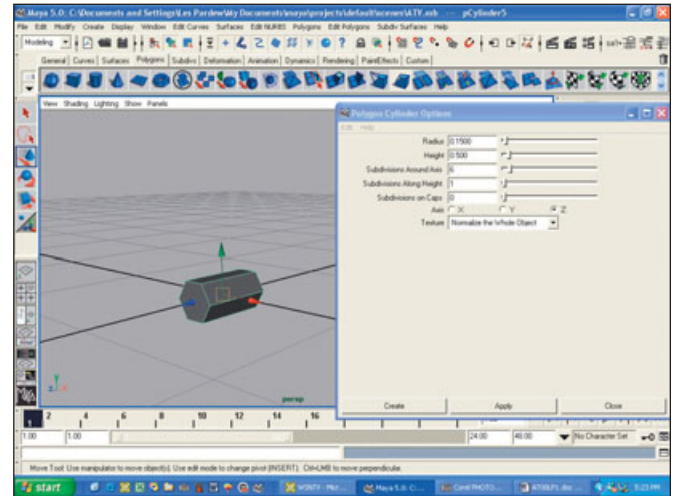 Maya 5.0: C:\Documents and Settings\Les Pardew\My Documents\maya\projects\default\scenes\ATV.mb --- pCylinder5
File Edit Modify Create Display Window Edit Curves Surfaces Edit NURBS Polygons Edit Polygons Subdiv Surfaces Help
Modeling
General Curves Surfaces Polygons Subdivs Deformation Animation Dynamics Rendering PaintEffects Custom
View Shading Lighting Show Panels
Polygon Cylinder Options
Edit Help
Radius 0.1500
Height 0.500
Subdivisions Around Axis 6
Subdivisions Along Height 1
Subdivisions on Caps 0
Axis X Y Z
Texture Normalize the Whole Object
persp
Create Apply Close
2 4 6 8 10 12 14 16
1.00 1.00 24.00 48.00 No Character Set
Move Tool: Use manipulator to move object(s). Use edit mode to change pivot (INSERT). Ctrl+LMB to move perpendicular.
start Maya 5.0: C:... Corel PHOTO... 5:23 PM